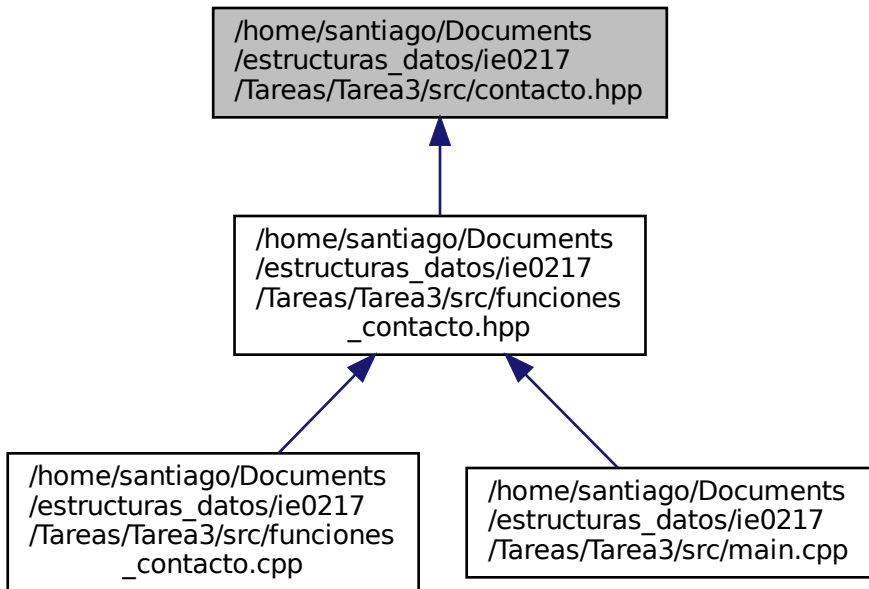 /home/santiago/Documents
/estructuras_datos/ie0217
/Tareas/Tarea3/src/contacto.hpp
/home/santiago/Documents
/estructuras_datos/ie0217
/Tareas/Tarea3/src/funciones
_contacto.hpp
/home/santiago/Documents
/estructuras_datos/ie0217
/Tareas/Tarea3/src/funciones
_contacto.cpp
/home/santiago/Documents
/estructuras_datos/ie0217
/Tareas/Tarea3/src/main.cpp